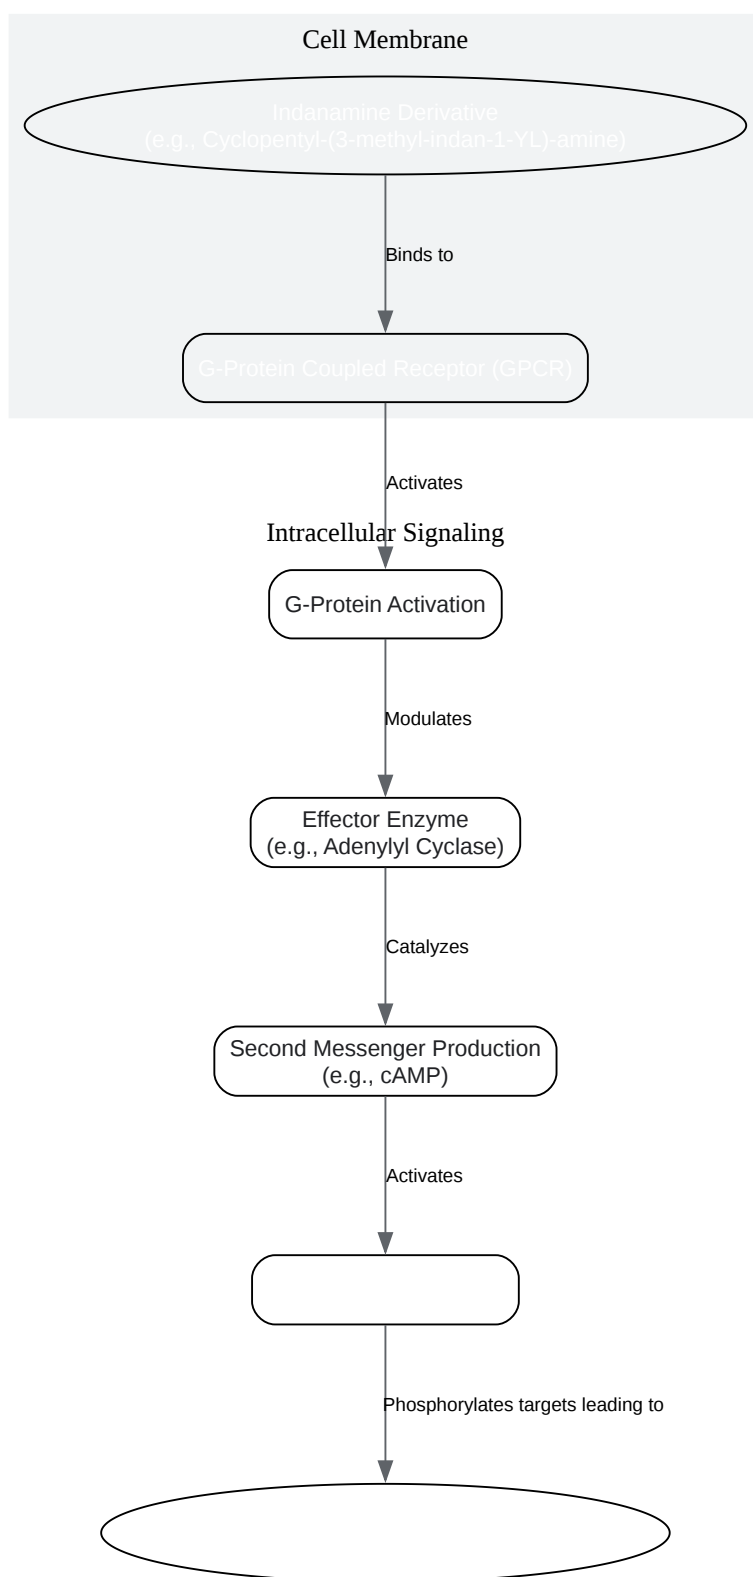 Cell Membrane
Indanamine Derivative
(e.g., Cyclopentyl-(3-methyl-indan-1-YL)-amine)
Binds to
G-Protein Coupled Receptor (GPCR)
Activates
Intracellular Signaling
G-Protein Activation
Modulates
Effector Enzyme
(e.g., Adenylyl Cyclase)
Catalyzes
Second Messenger Production
(e.g., cAMP)
Activates
Phosphorylates targets leading to